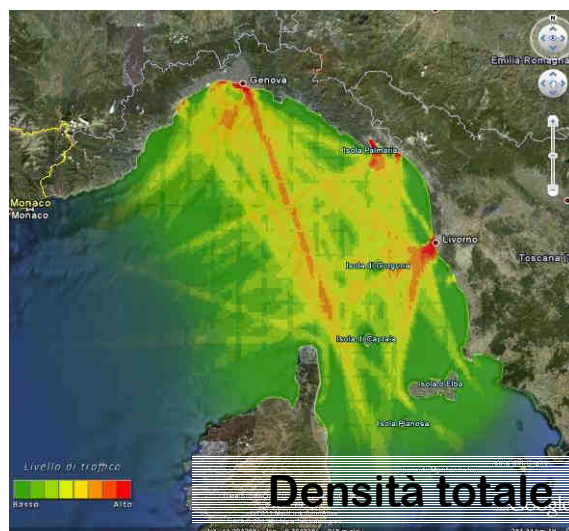 N
Emilia-Romagna
Genova
Isola Palmaria
Monaco
Monaco
Livorno
Toscana
Isola di Gorgona
Isola di Capraia
Isola d'Elba
Isola Pianosa
Livello di traffico
Basso
Alto
Densità totale
Google